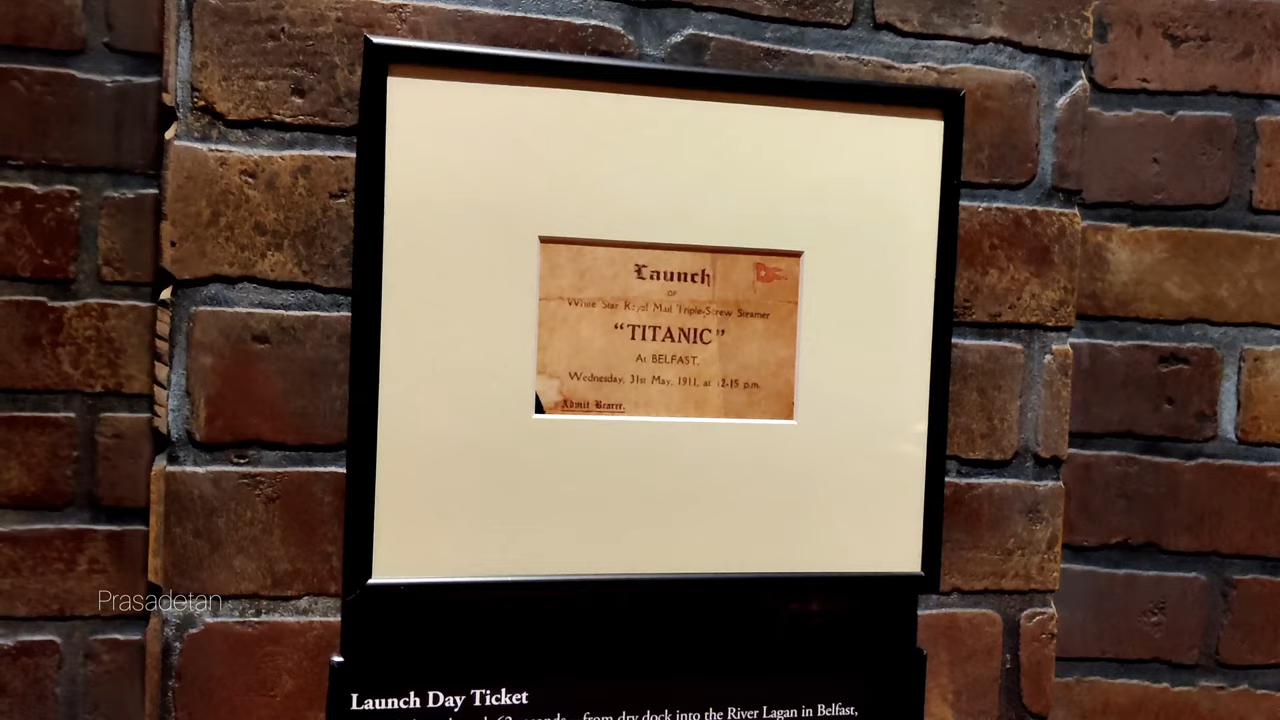 Launch
OF
White Star Royal Mail Triple-Screw Steamer
“TITANIC”
At BELFAST,
Wednesday, 31st May, 1911, at 12-15 p.m.
Admit Bearer.
Prasadetan
Launch Day Ticket
62 seconds from dry dock into the River Lagan in Belfast,